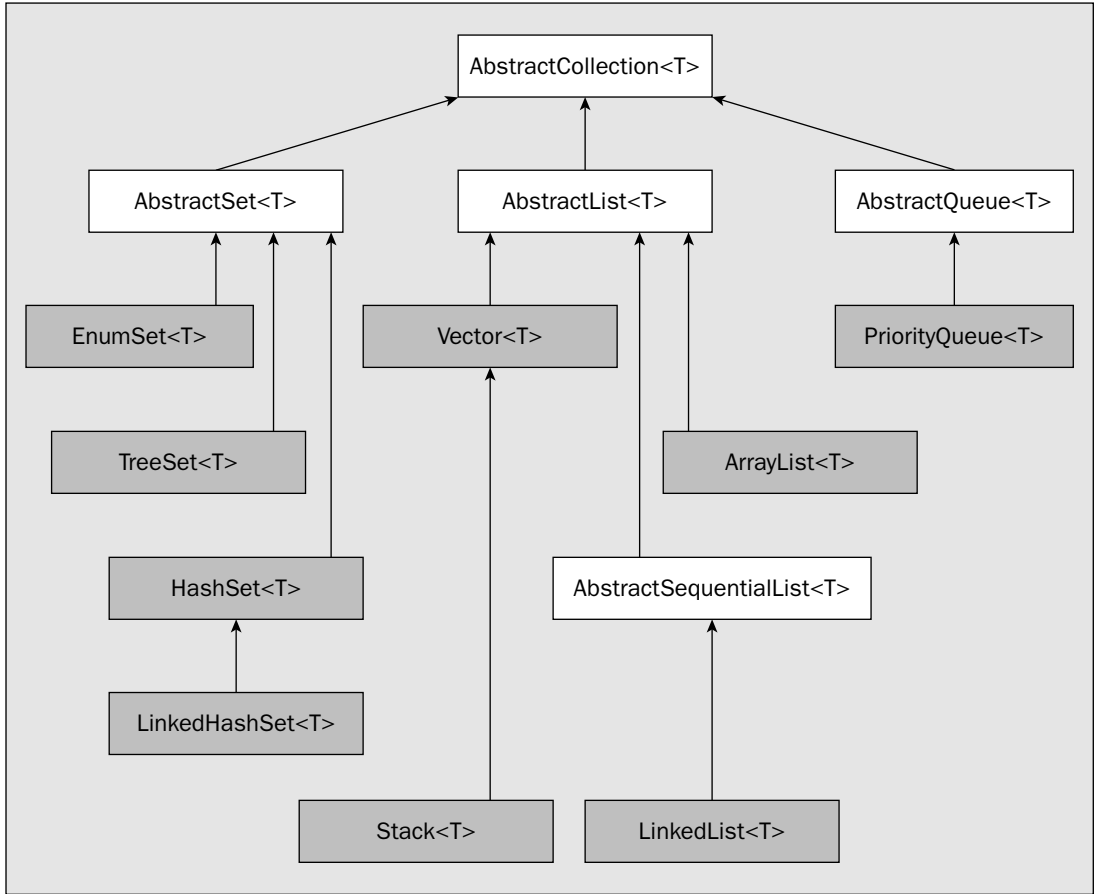 AbstractCollection<T>
AbstractSet<T>
AbstractList<T>
AbstractQueue<T>
EnumSet<T>
Vector<T>
PriorityQueue<T>
TreeSet<T>
ArrayList<T>
HashSet<T>
AbstractSequentialList<T>
LinkedHashSet<T>
Stack<T>
LinkedList<T>